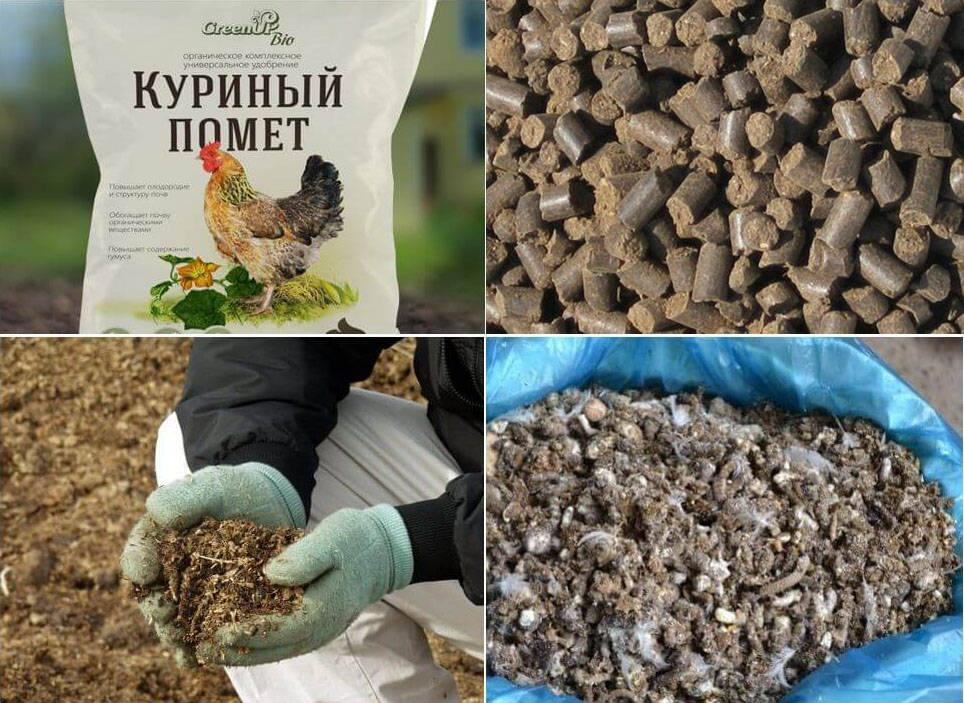 GreenUP
Bio
органическое комплексное
универсальное удобрение
КУРИНЫЙ
ПОМЕТ
Повышает плодородие
и структуру почв
Обогащает почву
органическими
веществами
Повышает содержание
гумуса